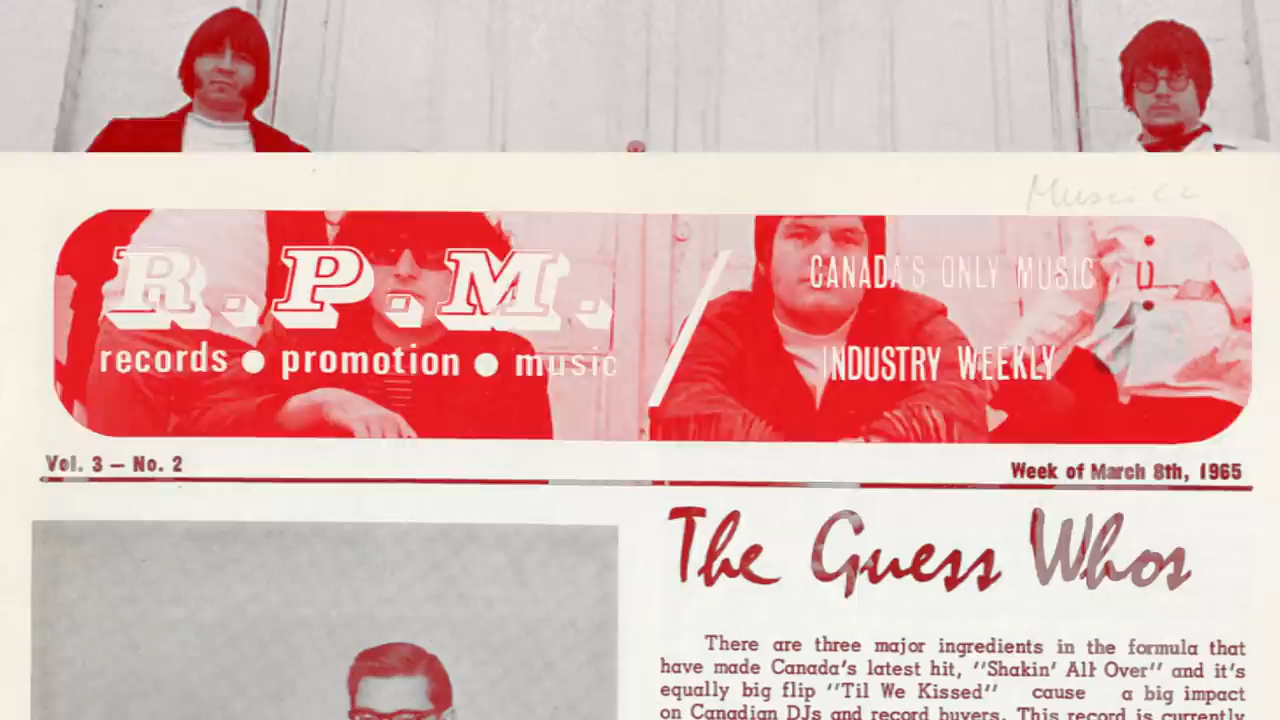 R.P.M.
records ● promotion ● music
CANADA'S ONLY MUSIC
INDUSTRY WEEKLY
Vol. 3 — No. 2
Week of March 8th, 1965
The Guess Whos
There are three major ingredients in the formula that
have made Canada's latest hit, "Shakin' All Over" and it's
equally big flip "Til We Kissed" cause a big impact
on Canadian DJs and record buyers. This record is currently